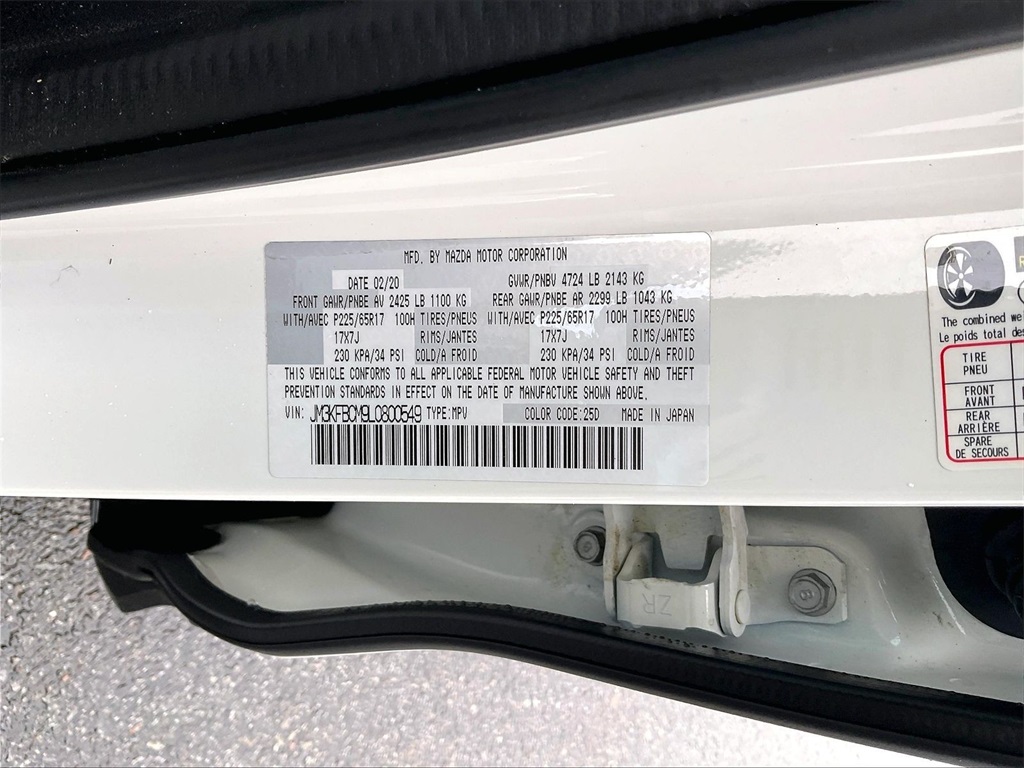 MFD. BY MAZDA MOTOR CORPORATION
DATE 02/20 GVWR/PNBV 4724 LB 2143 KG
FRONT GAWR/PNBE AV 2425 LB 1100 KG REAR GAWR/PNBE AR 2299 LB 1043 KG
WITH/AVEC P225/65R17 100H TIRES/PNEUS WITH/AVEC P225/65R17 100H TIRES/PNEUS
17X7J RIMS/JANTES 17X7J RIMS/JANTES
230 KPA/34 PSI COLD/A FROID 230 KPA/34 PSI COLD/A FROID
THIS VEHICLE CONFORMS TO ALL APPLICABLE FEDERAL MOTOR VEHICLE SAFETY AND THEFT
PREVENTION STANDARDS IN EFFECT ON THE DATE OF MANUFACTURE SHOWN ABOVE.
VIN: JM3KFBCM9L0800549 TYPE:MPV COLOR CODE:25D MADE IN JAPAN
The combined we
Le poids total des
TIRE
PNEU
FRONT
AVANT
REAR
ARRIÈRE
SPARE
DE SECOURS
ZR